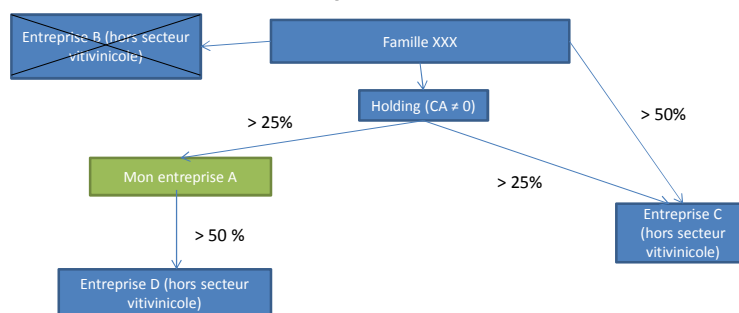 Entreprise B (hors secteur
vitivinicole)
Famille XXX
Holding (CA ≠ 0)
> 25%
> 50%
Mon entreprise A
> 25%
> 50 %
Entreprise C
(hors secteur
vitivinicole)
Entreprise D (hors secteur
vitivinicole)